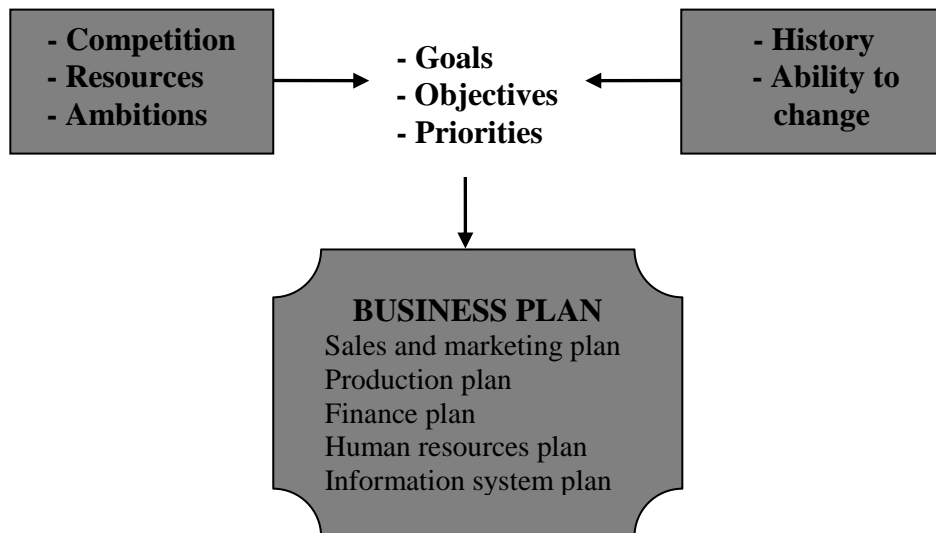 - Competition
- Resources
- Ambitions
- Goals
- Objectives
- Priorities
- History
- Ability to
change
BUSINESS PLAN
Sales and marketing plan
Production plan
Finance plan
Human resources plan
Information system plan